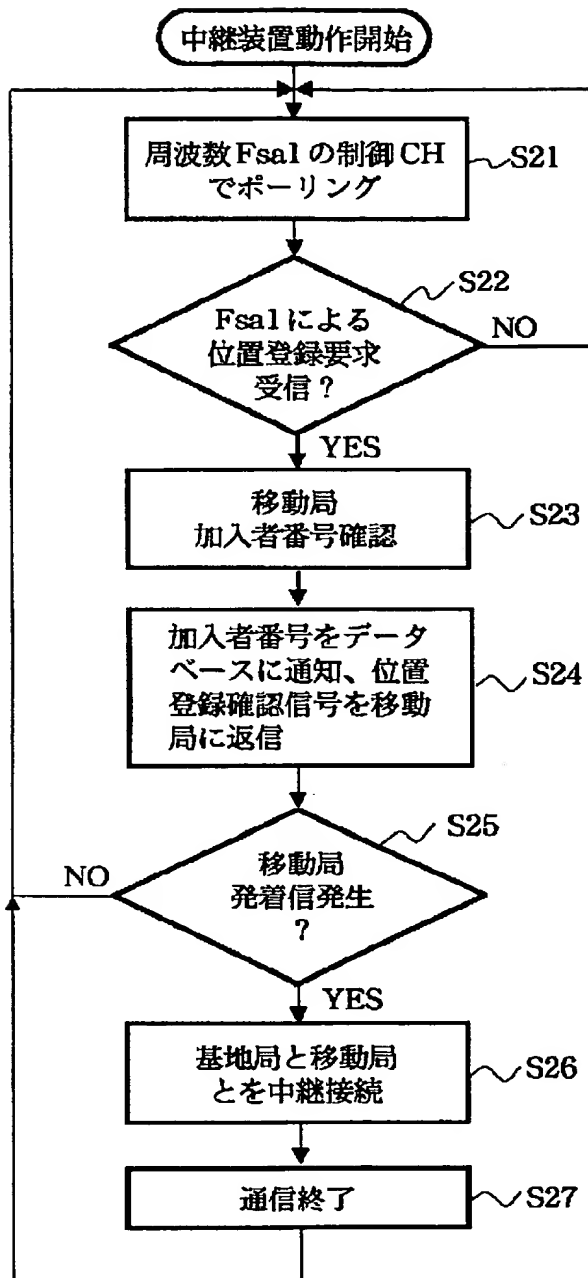 中継装置動作開始
周波数Fsa1の制御CH
でポーリング
S21
S22
Fsa1による
位置登録要求
受信?
NO
YES
移動局
加入者番号確認
S23
加入者番号をデータ
ベースに通知、位置
登録確認信号を移動
局に返信
S24
S25
移動局
発着信発生
?
NO
YES
基地局と移動局
とを中継接続
S26
通信終了
S27